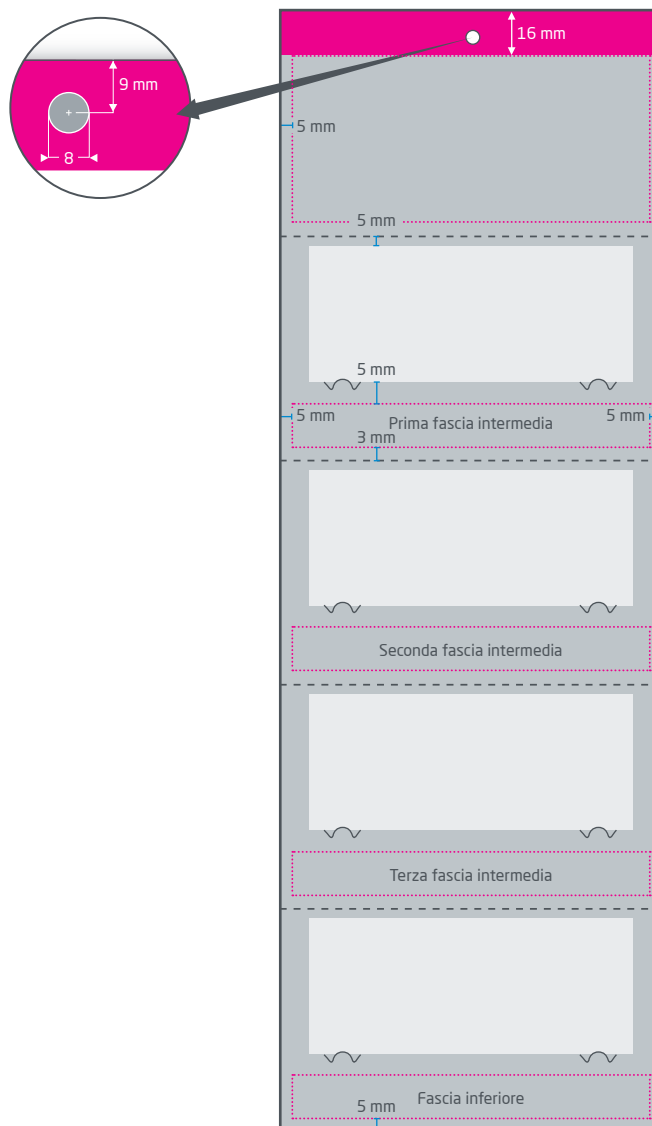 16 mm
9 mm
8
5 mm
5 mm
5 mm
5 mm
Prima fascia intermedia
5 mm
3 mm
Seconda fascia intermedia
Terza fascia intermedia
Fascia inferiore
5 mm